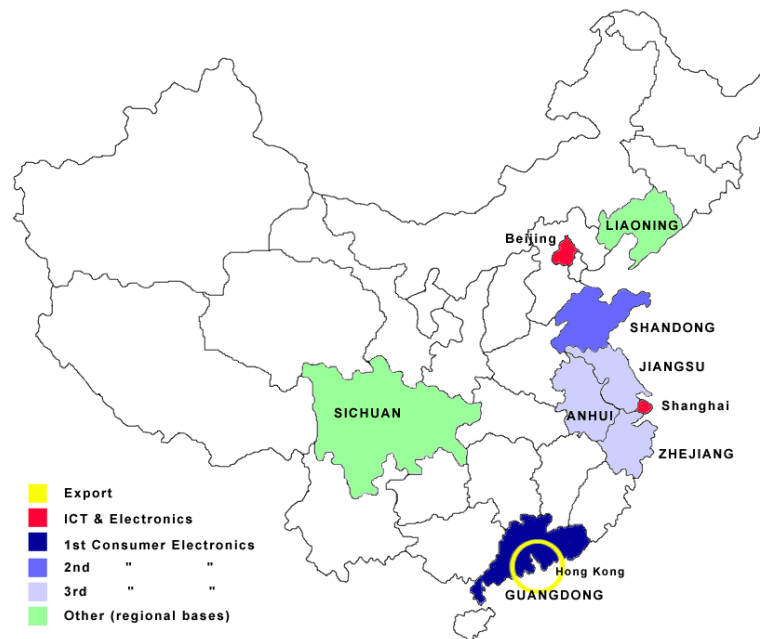 LIAONING
Beijing
SHANDONG
JIANGSU
SICHUAN
ANHUI
Shanghai
ZHEJIANG
Export
ICT & Electronics
1st Consumer Electronics
2nd " "
3rd " "
Other (regional bases)
Hong Kong
GUANGDONG